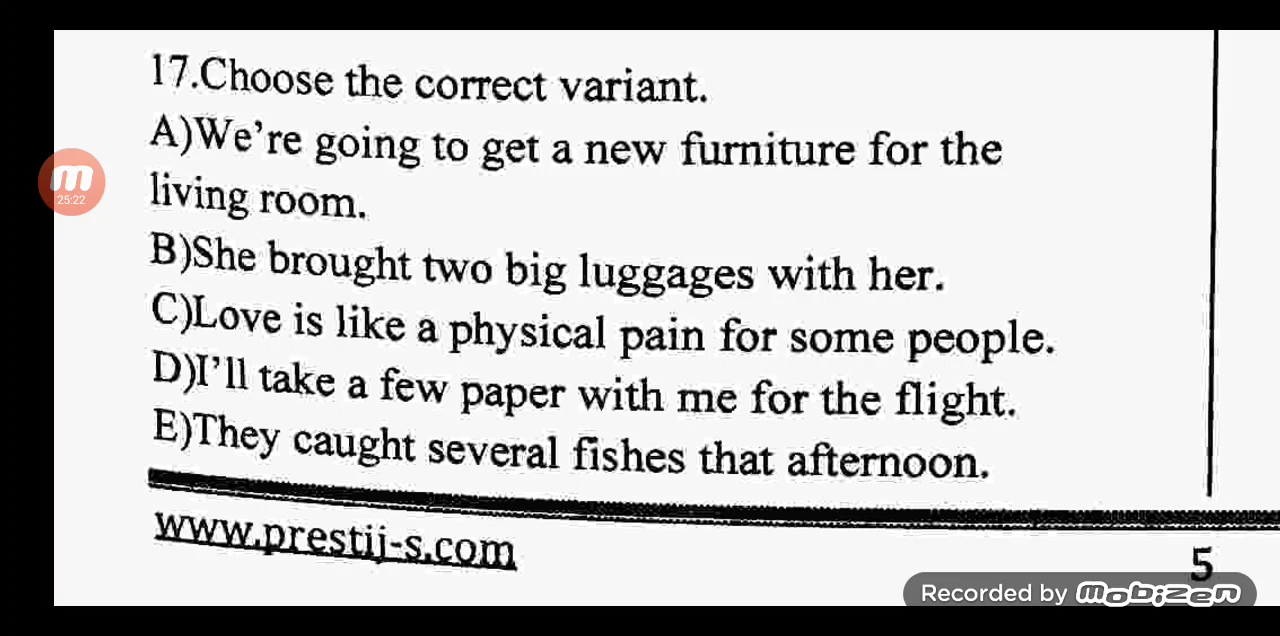 17.Choose the correct variant.
A)We're going to get a new furniture for the
living room.
B)She brought two big luggages with her.
C)Love is like a physical pain for some people.
D)I'll take a few paper with me for the flight.
E)They caught several fishes that afternoon.
www.prestij-s.com
5
m
25:22
Recorded by mobizen